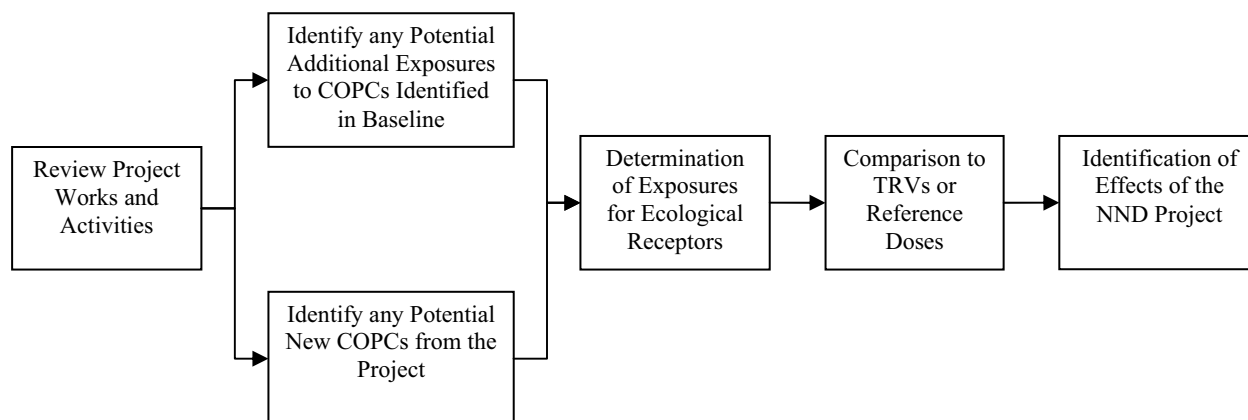 Review Project
Works and
Activities
Identify any Potential
Additional Exposures
to COPCs Identified
in Baseline
Identify any Potential
New COPCs from the
Project
Determination
of Exposures
for Ecological
Receptors
Comparison to
TRVs or
Reference
Doses
Identification of
Effects of the
NND Project